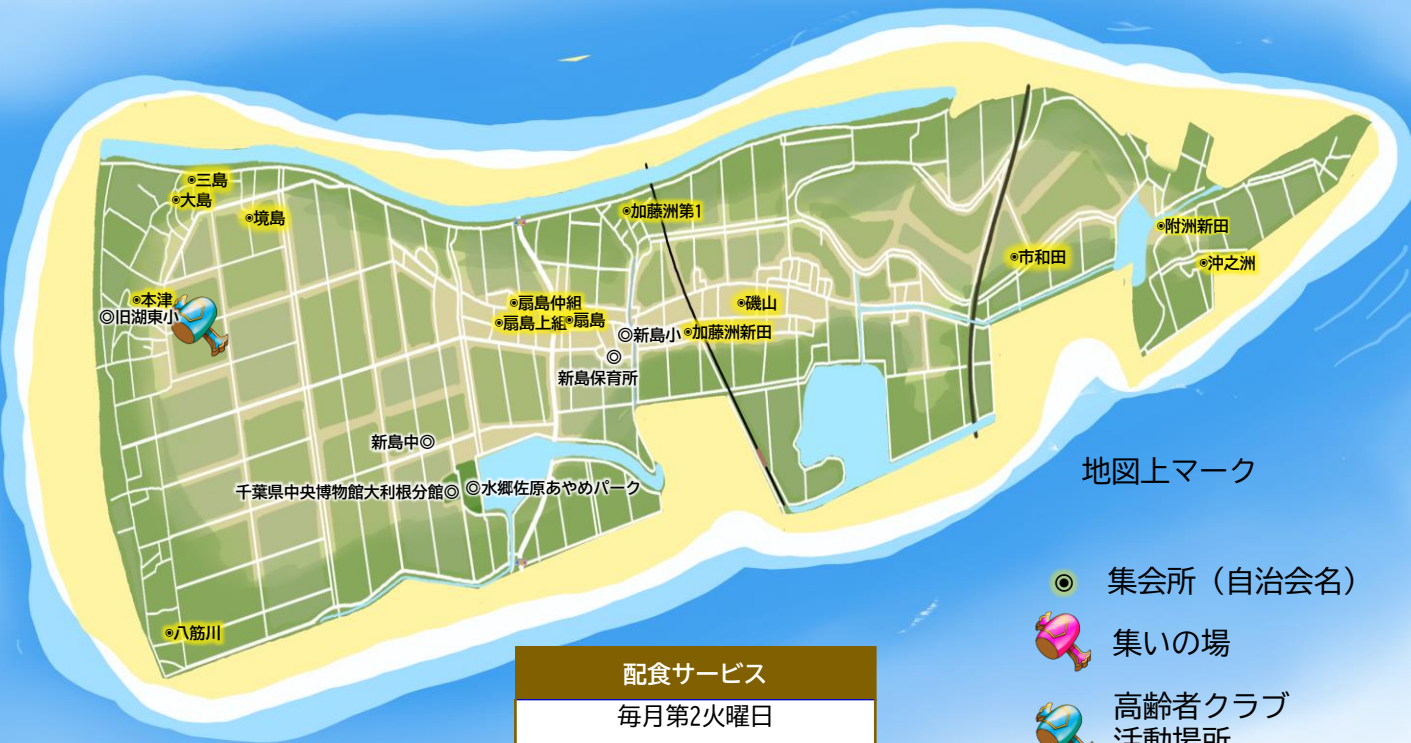 ◉三島
◉大島
◉境島
◉加藤洲第1
◉附洲新田
◉市和田
◉沖之洲
◉本津
◎旧湖東小
◉扇島仲組
◉扇島上組
◉扇島
◉磯山
◎新島小
◉加藤洲新田
◎
新島保育所
新島中◎
千葉県中央博物館大利根分館◎
◎水郷佐原あやめパーク
◉八筋川
地図上マーク
◉ 集会所（自治会名）
集いの場
高齢者クラブ
活動場所
配食サービス
毎月第2火曜日